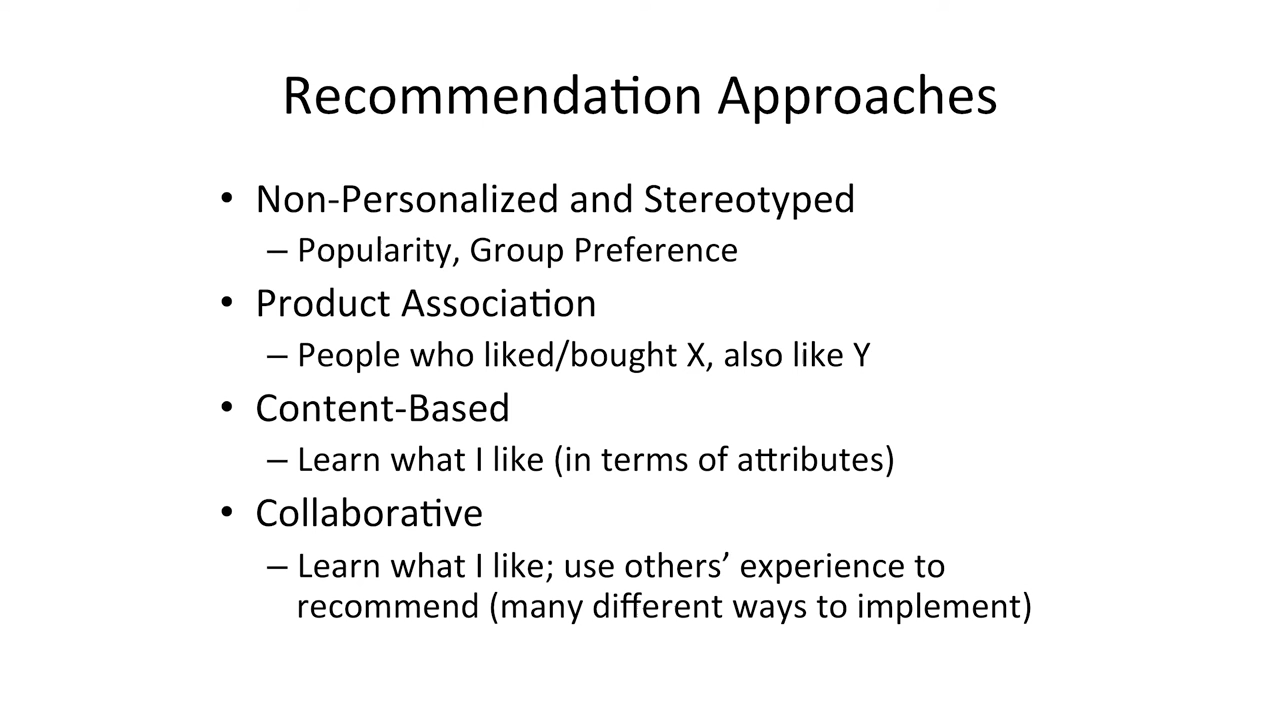 Recommendation Approaches
• Non-Personalized and Stereotyped
– Popularity, Group Preference
• Product Association
– People who liked/bought X, also like Y
• Content-Based
– Learn what I like (in terms of attributes)
• Collaborative
– Learn what I like; use others’ experience to
recommend (many different ways to implement)